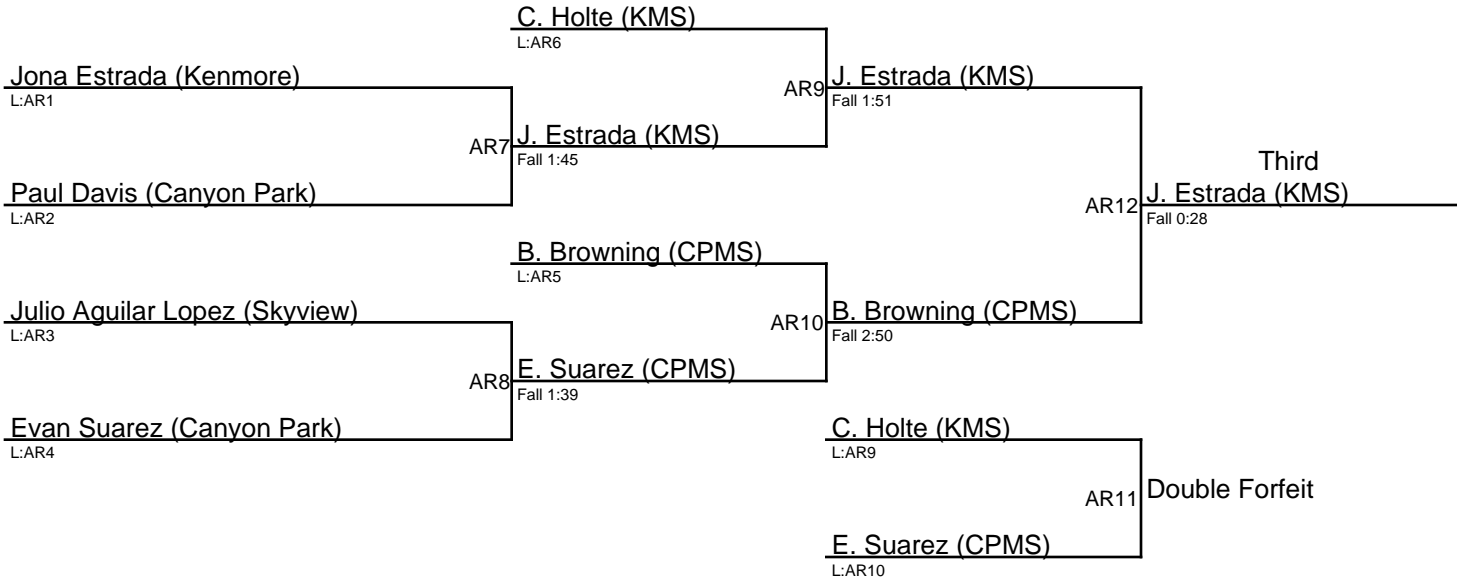 C. Holte (KMS)
L:AR6
Jona Estrada (Kenmore)
L:AR1
AR9
J. Estrada (KMS)
Fall 1:51
AR7
J. Estrada (KMS)
Fall 1:45
Paul Davis (Canyon Park)
L:AR2
Third
AR12
J. Estrada (KMS)
Fall 0:28
B. Browning (CPMS)
L:AR5
Julio Aguilar Lopez (Skyview)
L:AR3
AR10
B. Browning (CPMS)
Fall 2:50
AR8
E. Suarez (CPMS)
Fall 1:39
Evan Suarez (Canyon Park)
L:AR4
C. Holte (KMS)
L:AR9
AR11
Double Forfeit
E. Suarez (CPMS)
L:AR10